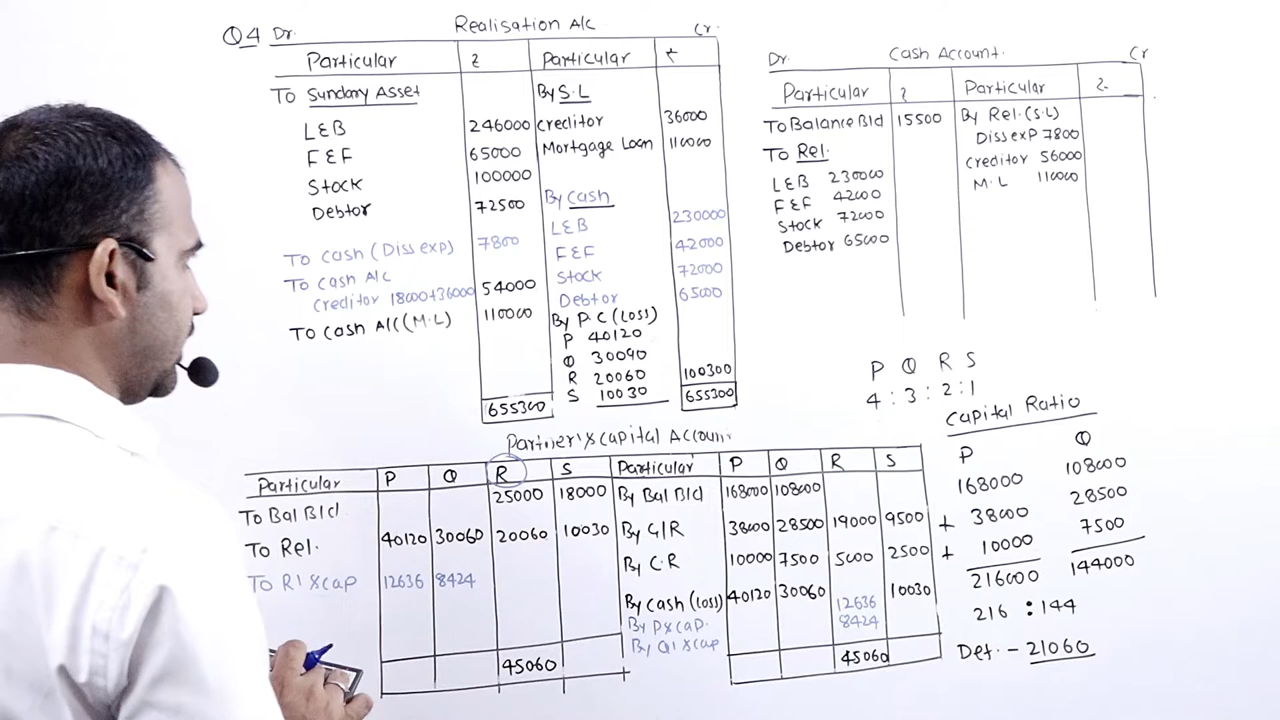 Q4 Dr. Realisation A/c Cr.
Particular ₹ Particular ₹
To Sundary Asset By S.L
L&B 246000 creditor 36000
F&F 65000 Mortgage Loan 110000
Stock 100000
Debtor 72500 By cash
To cash (Diss exp) 7800 L&B 230000
To cash A/c F&F 42000
creditor 18000+36000 54000 Stock 72000
To cash A/c (M.L) 110000 Debtor 65000
By P.C (Loss)
P 40120
Q 30090
R 20060 100300
S 10030
655300 655300
Dr. Cash Account. Cr
Particular ₹ Particular ₹
To Balance B/d 15500 By Rel. (S.L)
To Rel. Diss exp 7800
L&B 230000 creditor 56000
F&F 42000 M.L 110000
Stock 72000
Debtor 65000
P Q R S
4 : 3 : 2 : 1
Capital Ratio
P Q
168000 108000
+ 38000 28500
+ 10000 7500
216000 144000
216 : 144
Def. - 21060
Partner's capital Account
Particular P Q R S Particular P Q R S
To Bal B/d. 25000 18000 By Bal B/d 168000 108000
To Rel. 40120 30060 20060 10030 By G/R 38000 28500 19000 9500
To R's cap 12636 8424 By C.R 10000 7500 5000 2500
By cash (Loss) 40120 30060 10030
By P's cap. 12636
By Q's cap 8424
45060 45060